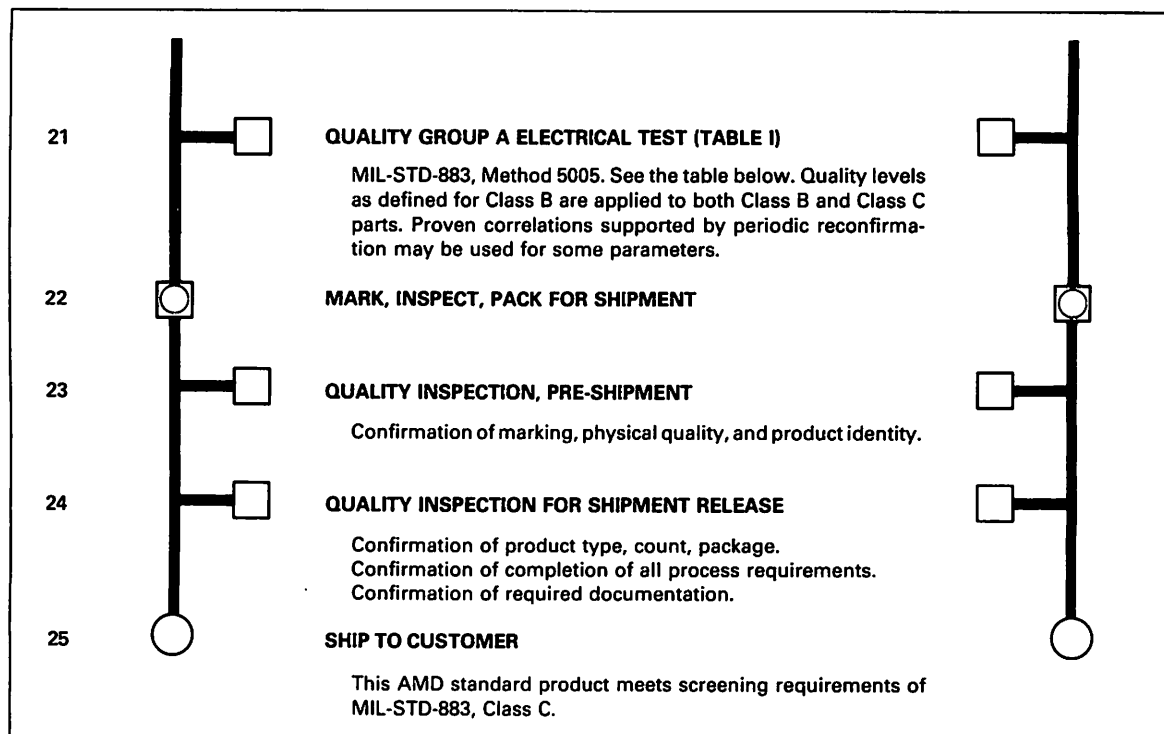 21 QUALITY GROUP A ELECTRICAL TEST (TABLE I)
MIL-STD-883, Method 5005. See the table below. Quality levels
as defined for Class B are applied to both Class B and Class C
parts. Proven correlations supported by periodic reconfirma-
tion may be used for some parameters.
22 MARK, INSPECT, PACK FOR SHIPMENT
23 QUALITY INSPECTION, PRE-SHIPMENT
Confirmation of marking, physical quality, and product identity.
24 QUALITY INSPECTION FOR SHIPMENT RELEASE
Confirmation of product type, count, package.
Confirmation of completion of all process requirements.
Confirmation of required documentation.
25 SHIP TO CUSTOMER
This AMD standard product meets screening requirements of
MIL-STD-883, Class C.